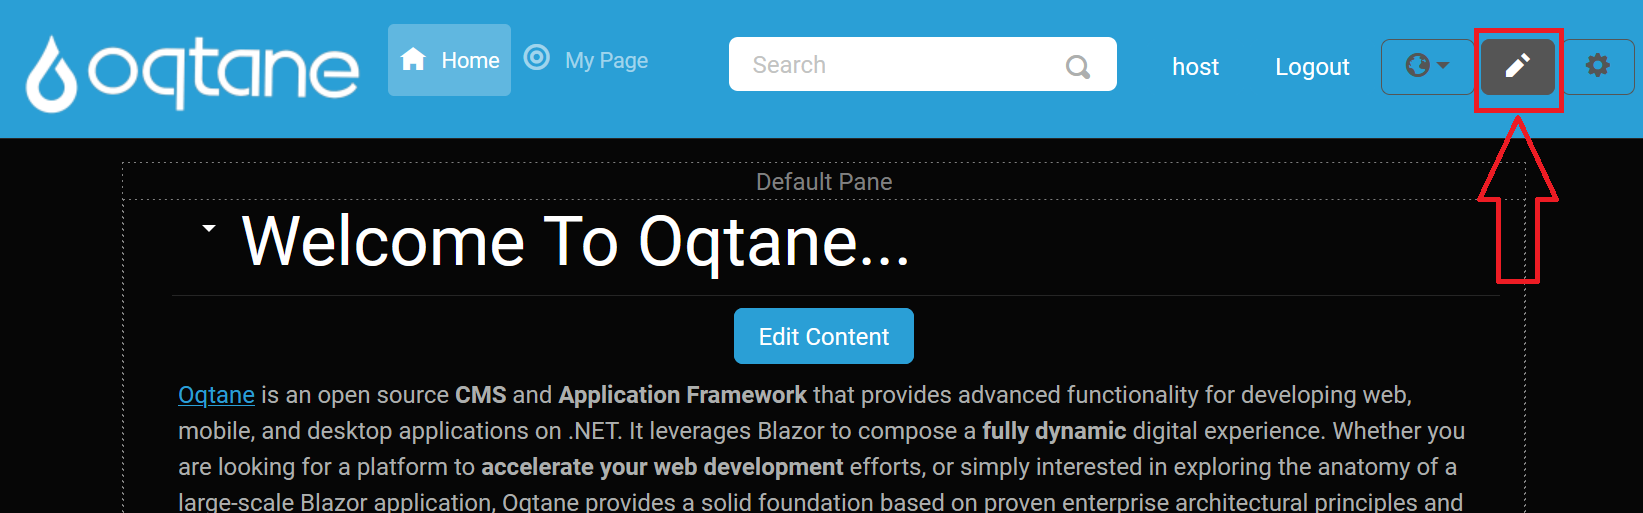 oqtane
Home
My Page
Search
host
Logout
Default Pane
Welcome To Oqtane...
Edit Content
Oqtane is an open source CMS and Application Framework that provides advanced functionality for developing web,
mobile, and desktop applications on .NET. It leverages Blazor to compose a fully dynamic digital experience. Whether you
are looking for a platform to accelerate your web development efforts, or simply interested in exploring the anatomy of a
large-scale Blazor application, Oqtane provides a solid foundation based on proven enterprise architectural principles and